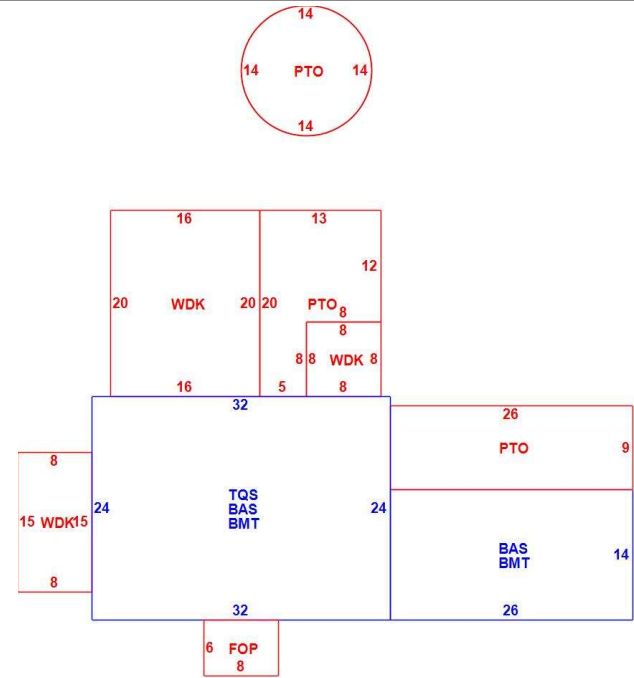 14
14 PTO 14
14
16 13
12
20 WDK 20 20 PTO 8
8
8 8 WDK 8
16 5 8
32
26
PTO 9
8
24 TQS 24
BAS
BMT
15 WDK 15
BAS 14
BMT
8
32 26
6 FOP
8